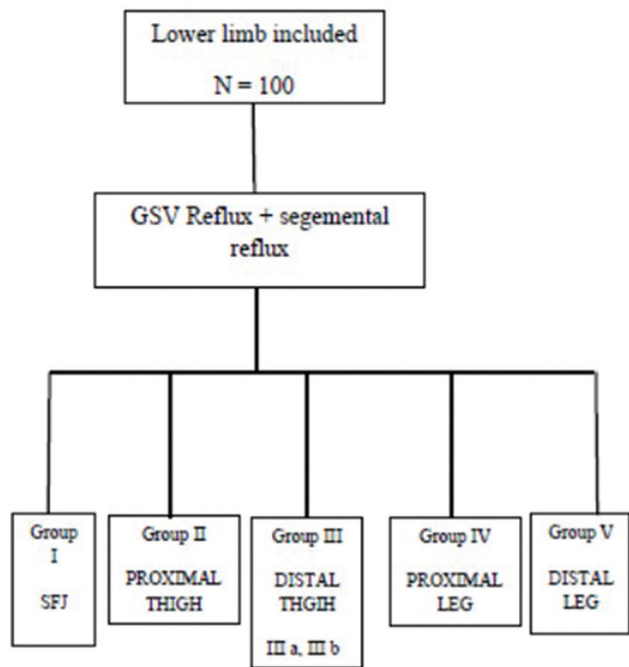 Lower limb included
N = 100
GSV Reflux + segemental
reflux
Group
I
SFJ
Group II
PROXIMAL
THIGH
Group III
DISTAL
THGIH
III a, III b
Group IV
PROXIMAL
LEG
Group V
DISTAL
LEG